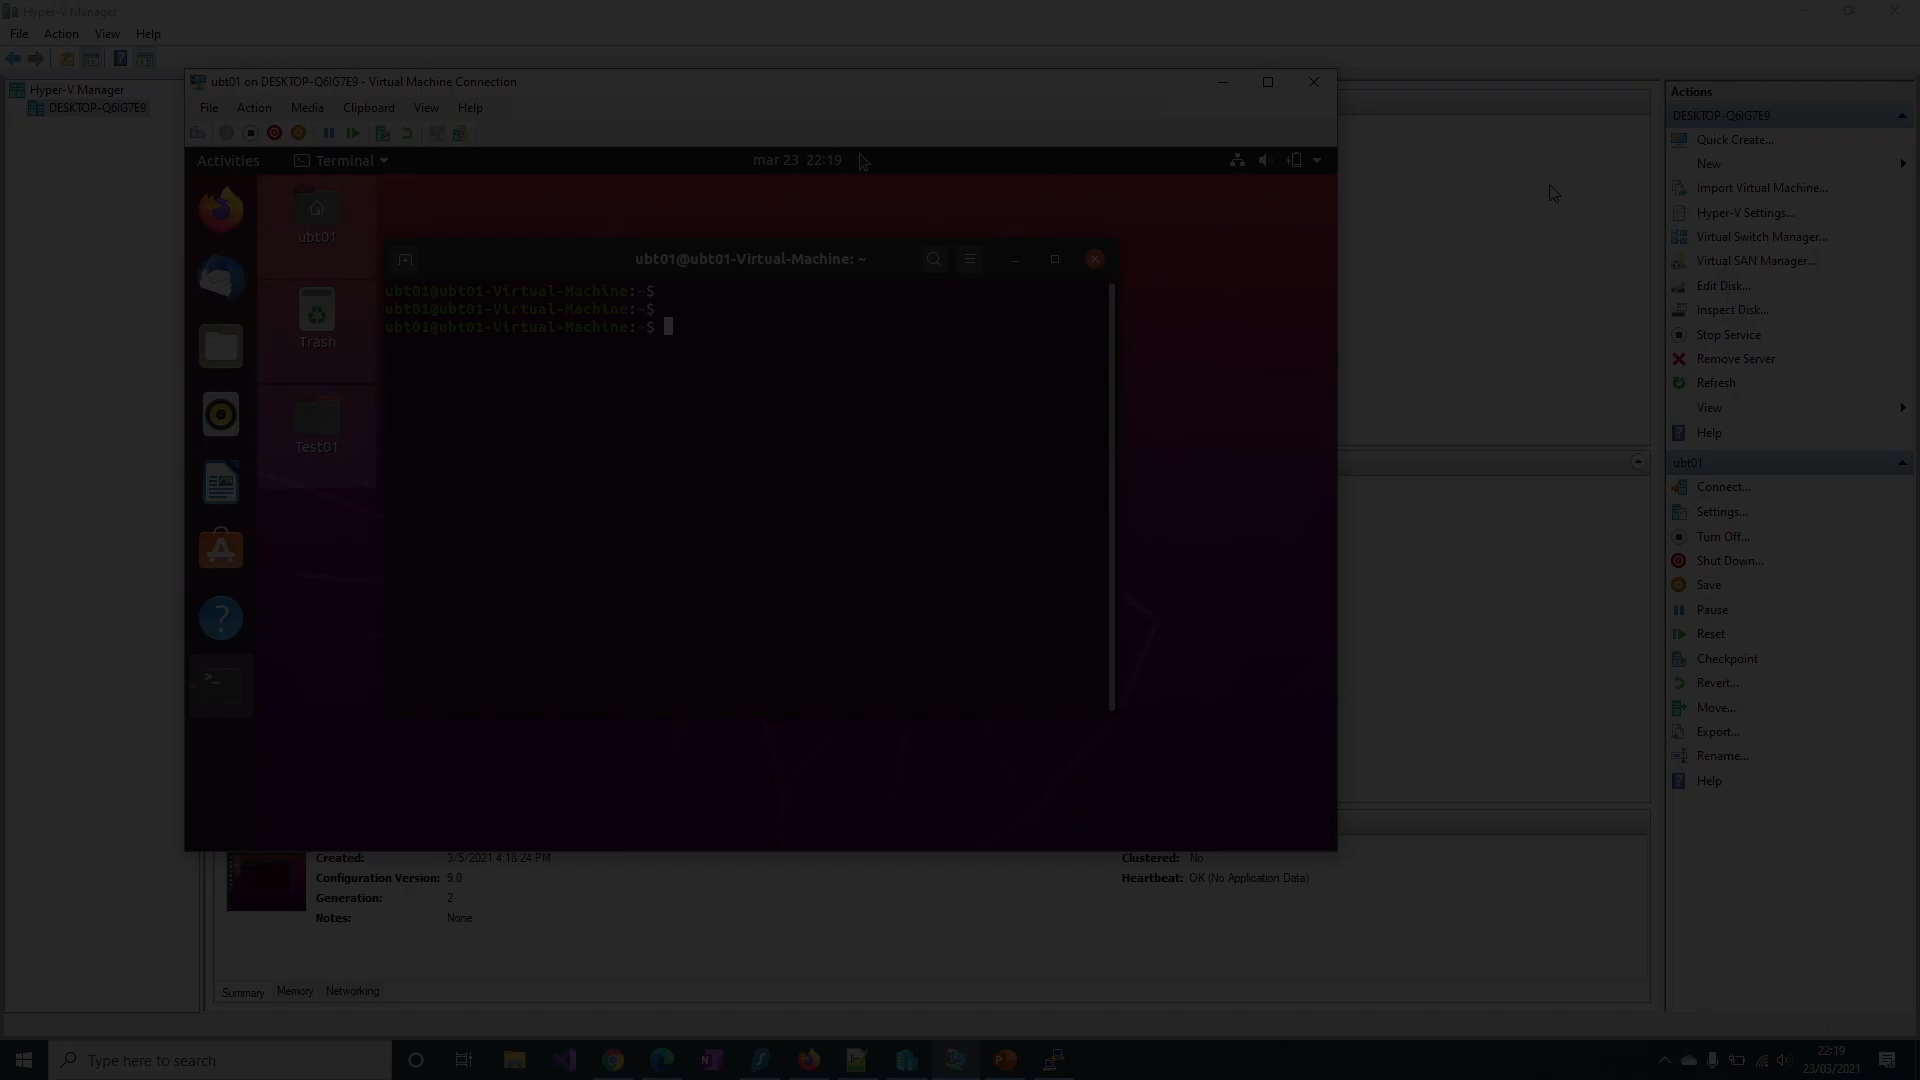 Hyper-V Manager
File Action View Help
Hyper-V Manager
DESKTOP-Q6IG7E9
ubt01 on DESKTOP-Q6IG7E9 - Virtual Machine Connection
File Action Media Clipboard View Help
Activities Terminal mar 23 22:19
ubt01
Trash
Test01
ubt01@ubt01-Virtual-Machine: ~
ubt01@ubt01-Virtual-Machine:~$
ubt01@ubt01-Virtual-Machine:~$
ubt01@ubt01-Virtual-Machine:~$
Created: 3/5/2021 4:18:24 PM
Configuration Version: 9.0
Generation: 2
Notes: None
Clustered: No
Heartbeat: OK (No Application Data)
Summary Memory Networking
Actions
DESKTOP-Q6IG7E9
Quick Create...
New
Import Virtual Machine...
Hyper-V Settings...
Virtual Switch Manager...
Virtual SAN Manager...
Edit Disk...
Inspect Disk...
Stop Service
Remove Server
Refresh
View
Help
ubt01
Connect...
Settings...
Turn Off...
Shut Down...
Save
Pause
Reset
Checkpoint
Revert...
Move...
Export...
Rename...
Help
Type here to search
22:19
23/03/2021